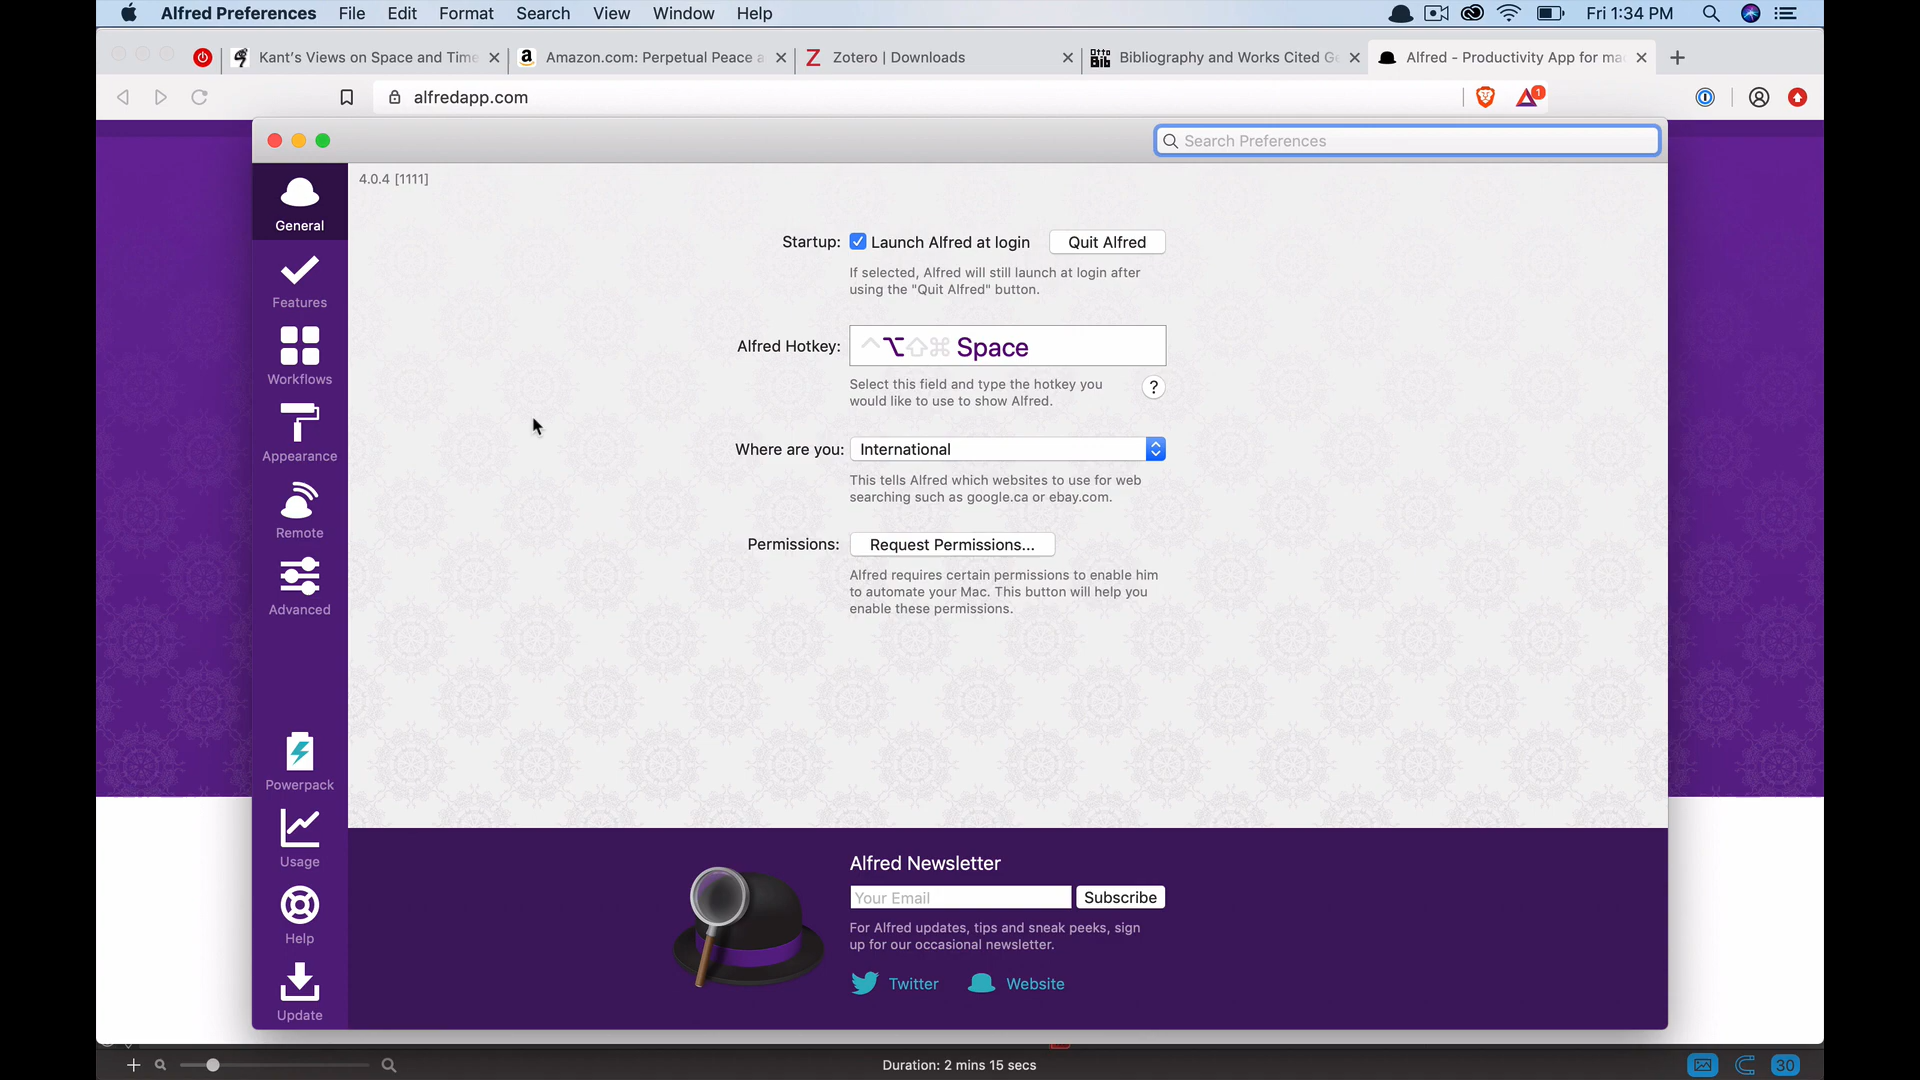 Alfred Preferences File Edit Format Search View Window Help Fri 1:34 PM
Kant's Views on Space and Time
Amazon.com: Perpetual Peace a
Zotero | Downloads
Bibliography and Works Cited Ge
Alfred - Productivity App for mac
alfredapp.com
1
Search Preferences
4.0.4 [1111]
General
Features
Workflows
Appearance
Remote
Advanced
Powerpack
Usage
Help
Update
Startup: Launch Alfred at login Quit Alfred
If selected, Alfred will still launch at login after
using the "Quit Alfred" button.
Alfred Hotkey: ^⌥⇧⌘ Space
Select this field and type the hotkey you
would like to use to show Alfred.
?
Where are you: International
This tells Alfred which websites to use for web
searching such as google.ca or ebay.com.
Permissions: Request Permissions...
Alfred requires certain permissions to enable him
to automate your Mac. This button will help you
enable these permissions.
Alfred Newsletter
Your Email Subscribe
For Alfred updates, tips and sneak peeks, sign
up for our occasional newsletter.
Twitter Website
Duration: 2 mins 15 secs
30